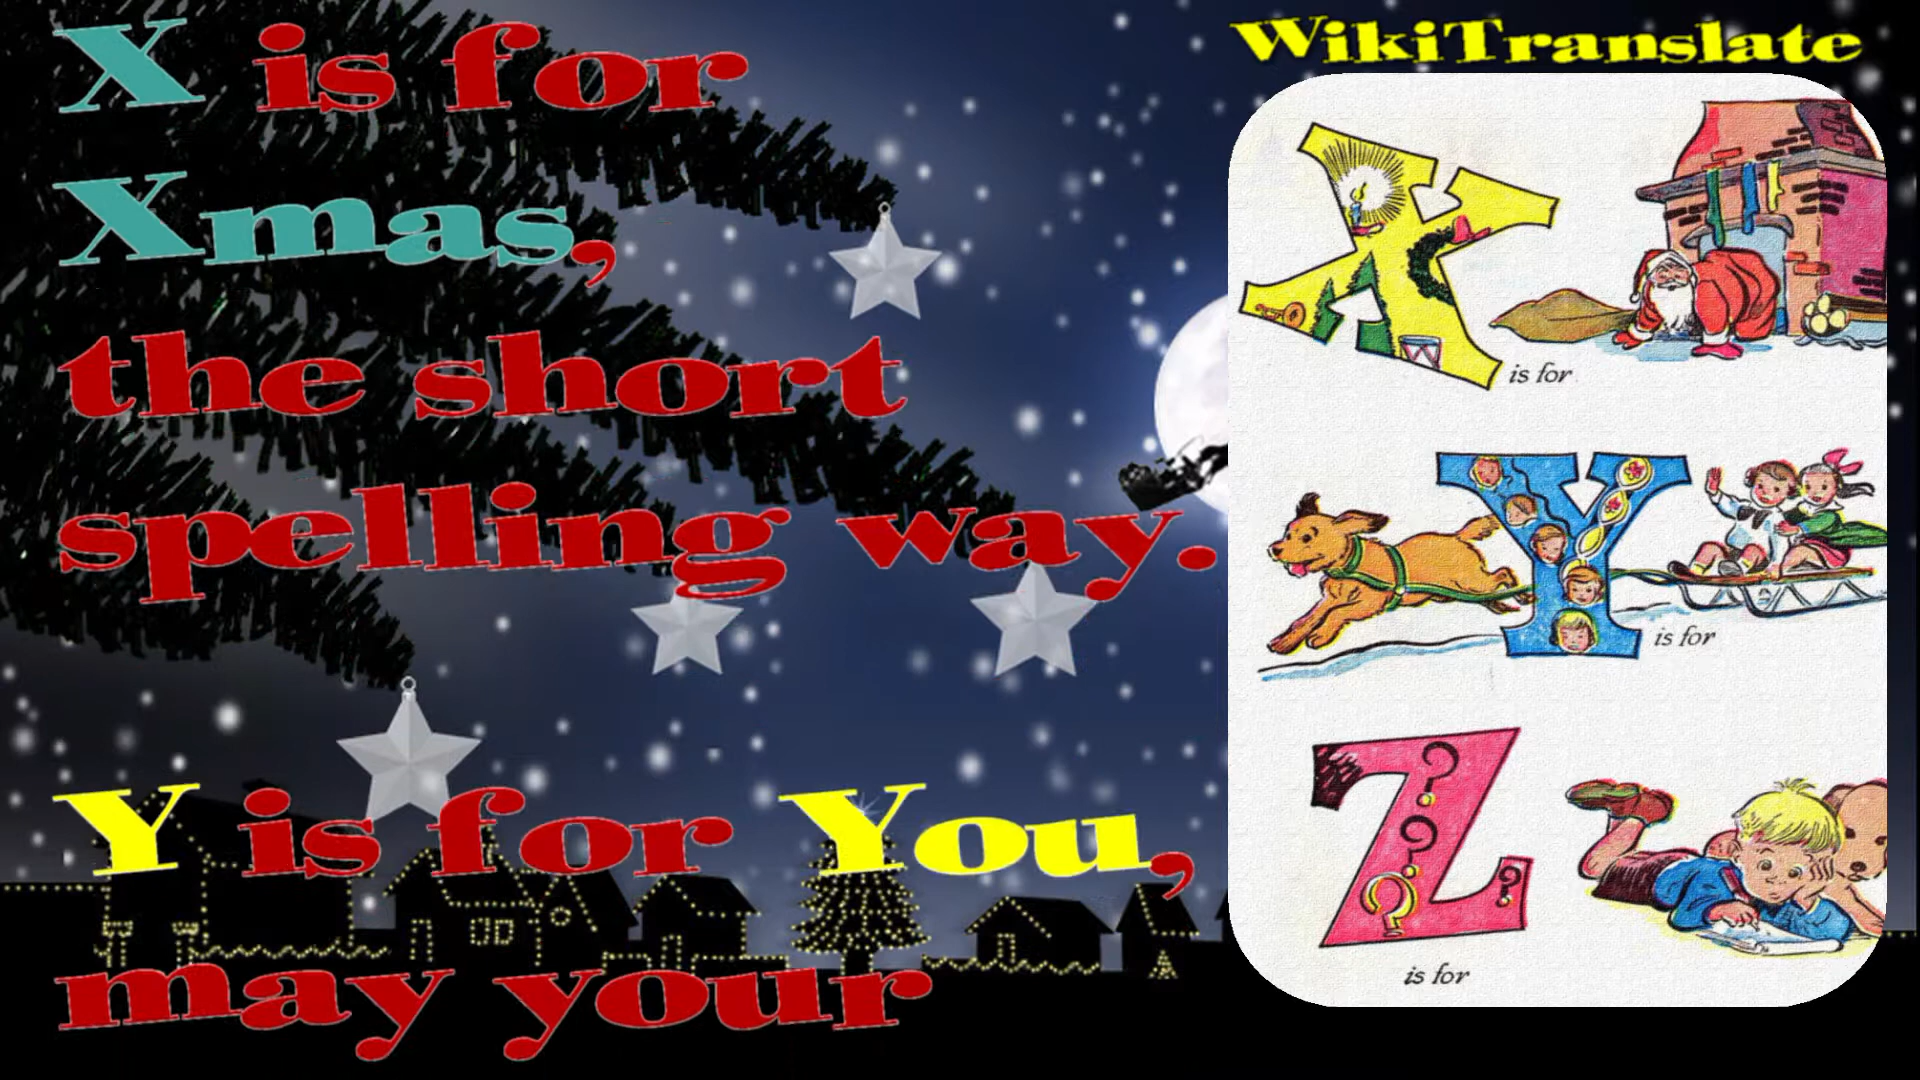 X is for
Xmas,
the short
spelling way.
Y is for You,
may your
WikiTranslate
X
is for
Y
is for
Z
is for